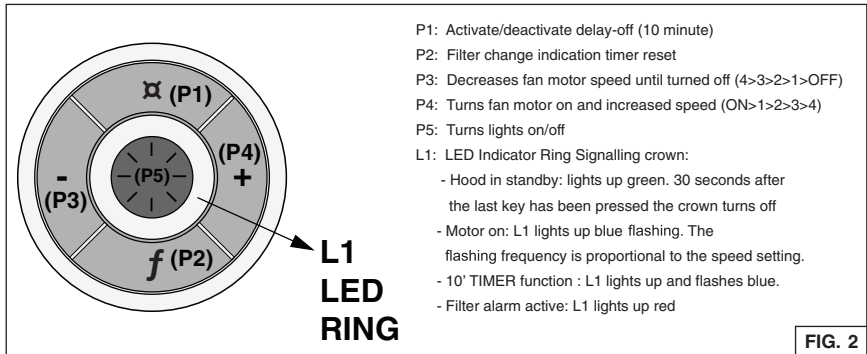 ¤ (P1)
(P4)
+
-
(P3)
(P5)
ƒ (P2)
L1
LED
RING
P1: Activate/deactivate delay-off (10 minute)
P2: Filter change indication timer reset
P3: Decreases fan motor speed until turned off (4>3>2>1>OFF)
P4: Turns fan motor on and increased speed (ON>1>2>3>4)
P5: Turns lights on/off
L1: LED Indicator Ring Signalling crown:
- Hood in standby: lights up green. 30 seconds after
the last key has been pressed the crown turns off
- Motor on: L1 lights up blue flashing. The
flashing frequency is proportional to the speed setting.
- 10’ TIMER function : L1 lights up and flashes blue.
- Filter alarm active: L1 lights up red
FIG. 2